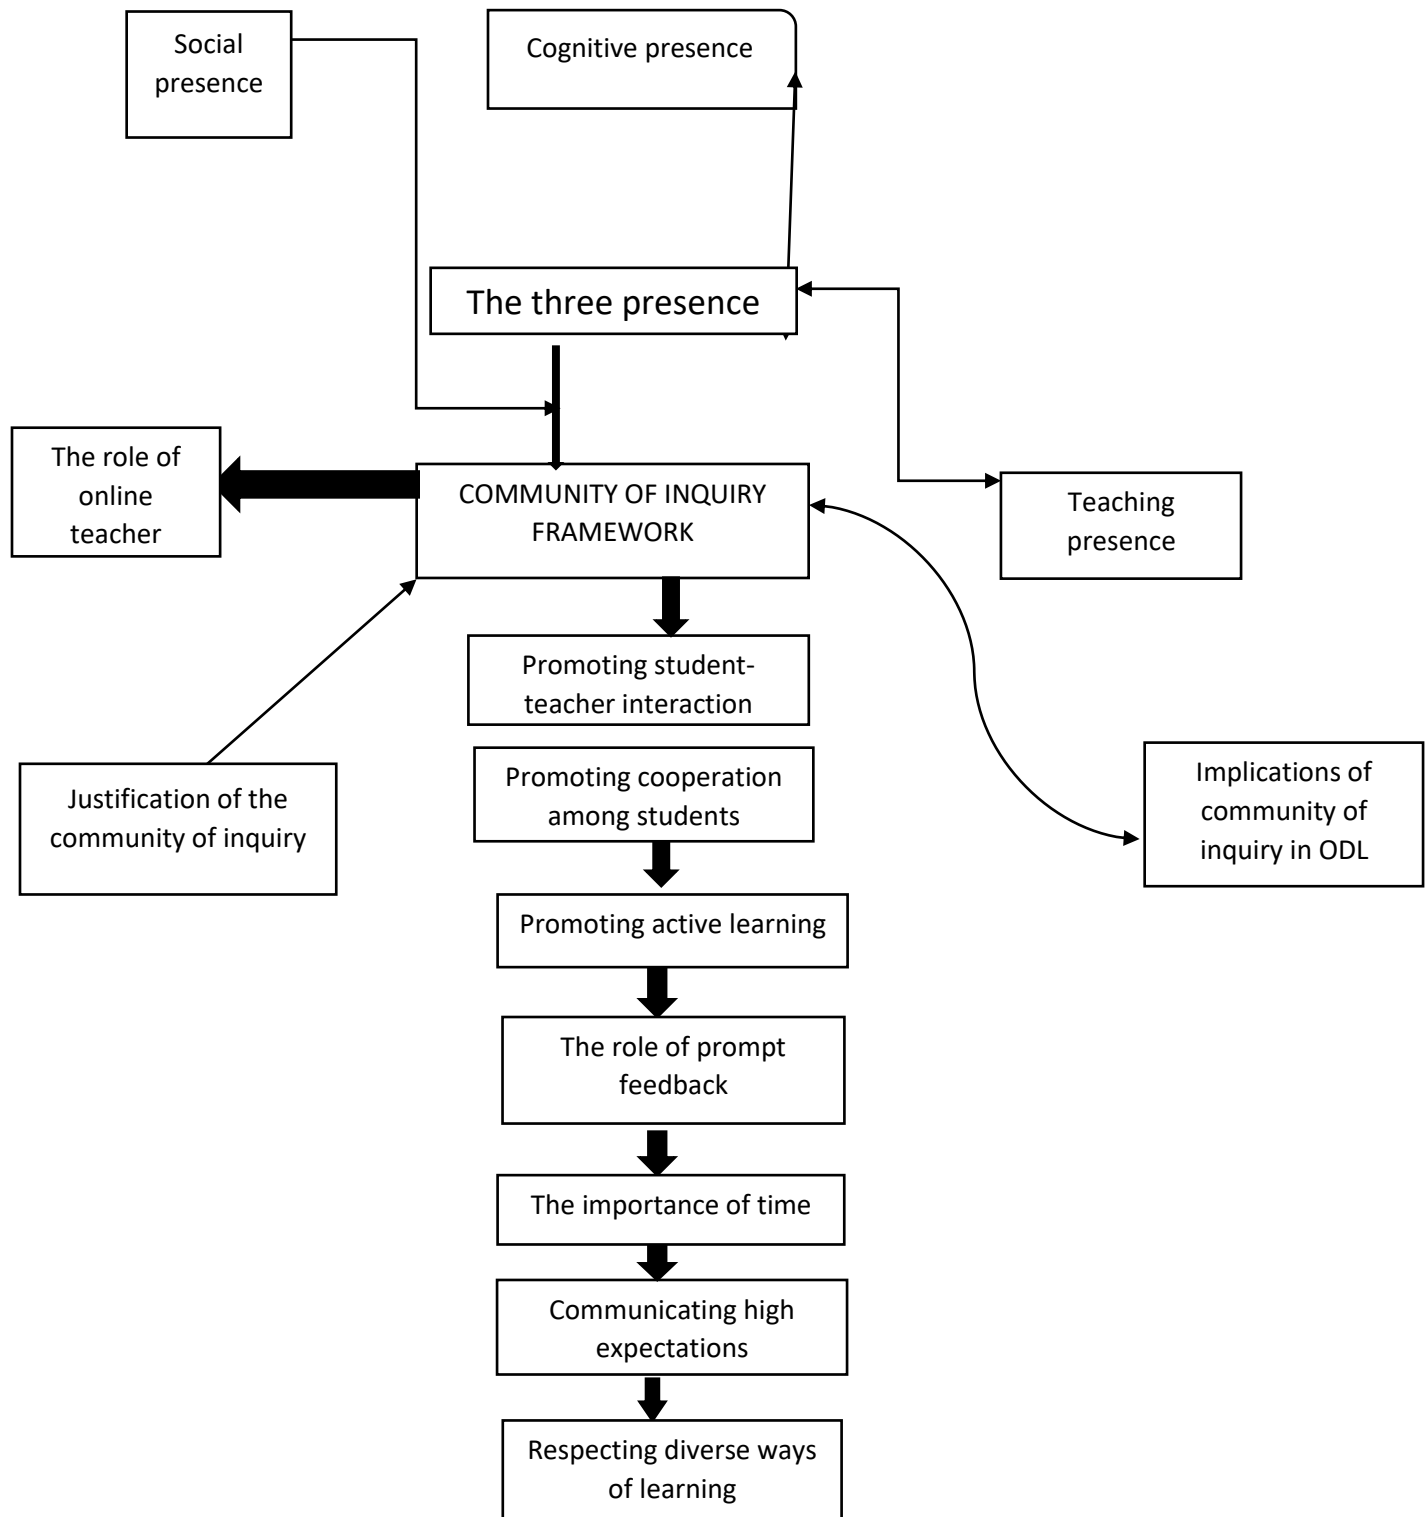 Social
presence
Cognitive presence
The three presence
The role of
online
teacher
COMMUNITY OF INQUIRY
FRAMEWORK
Teaching
presence
Promoting student-
teacher interaction
Justification of the
community of inquiry
Promoting cooperation
among students
Implications of
community of
inquiry in ODL
Promoting active learning
The role of prompt
feedback
The importance of time
Communicating high
expectations
Respecting diverse ways
of learning